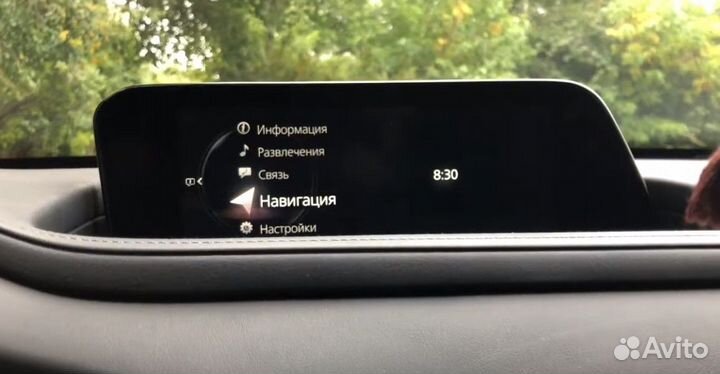 Информация
Развлечения
Связь
8:30
Навигация
Настройки
Avito